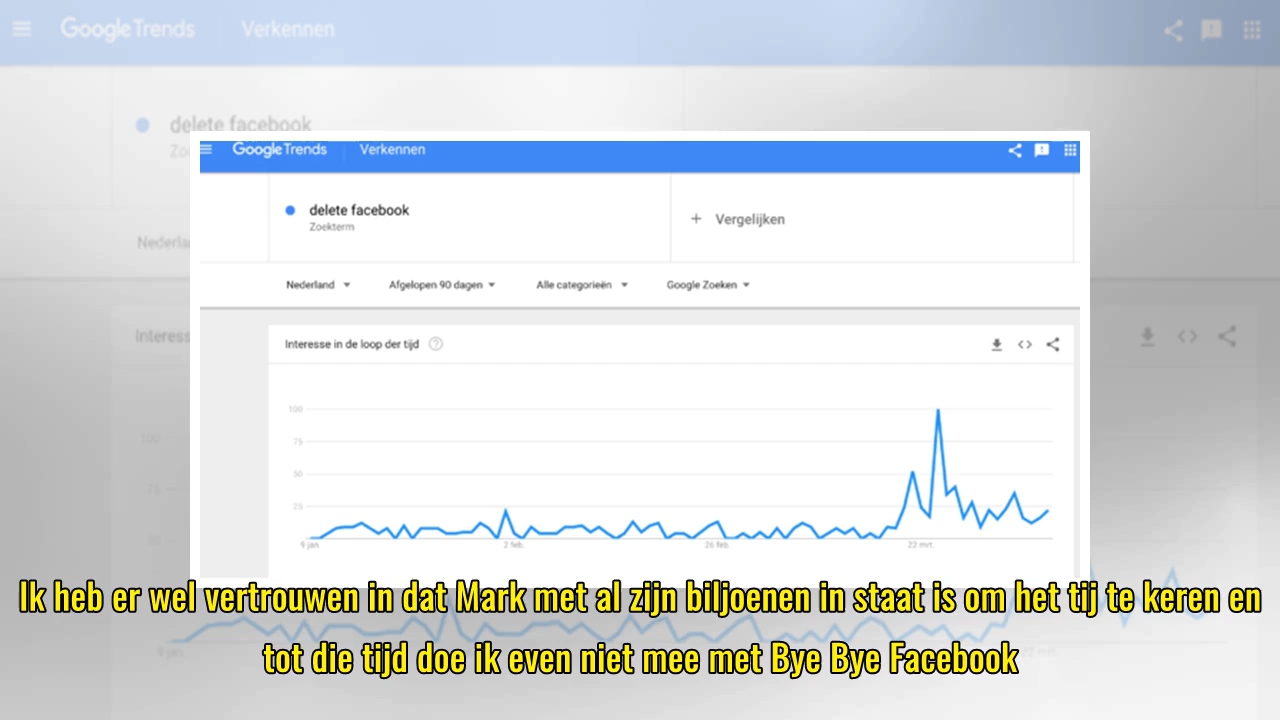 Google Trends Verkennen
delete facebook
Zoekterm
Vergelijken
Nederland Afgelopen 90 dagen Alle categorieën Google Zoeken
Interesse in de loop der tijd
100
75
50
25
9 jan. 2 feb. 26 feb. 22 mrt.
Ik heb er wel vertrouwen in dat Mark met al zijn biljoenen in staat is om het tij te keren en
tot die tijd doe ik even niet mee met Bye Bye Facebook